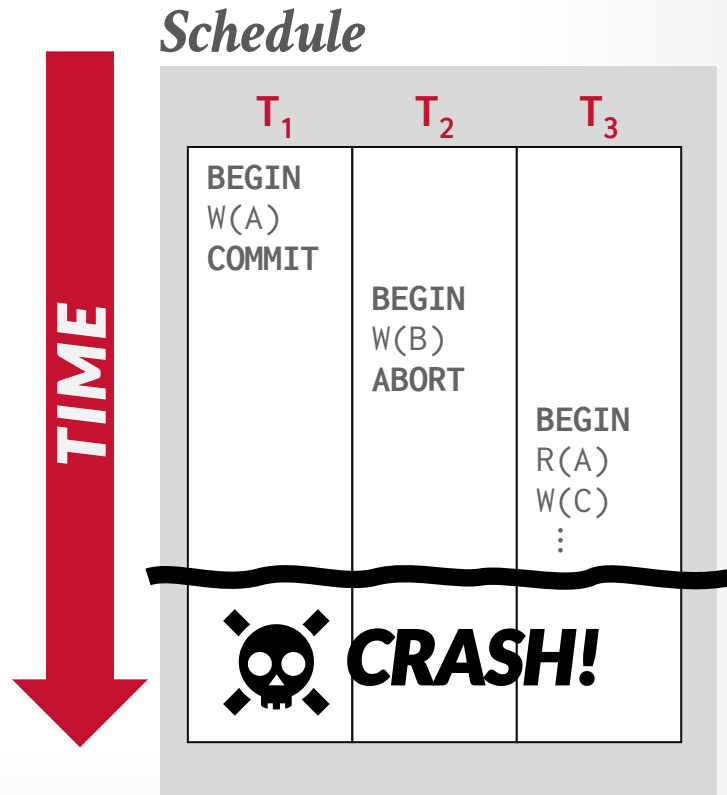 Schedule
TIME
T1 T2 T3
BEGIN
W(A)
COMMIT
BEGIN
W(B)
ABORT
BEGIN
R(A)
W(C)
⋮
CRASH!